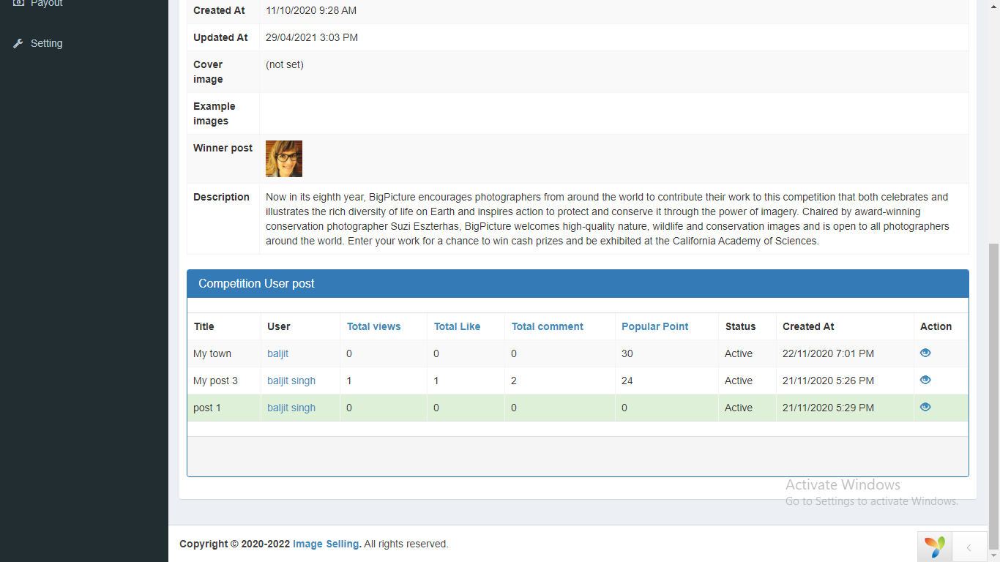 Payout
Setting
Created At 11/10/2020 9:28 AM
Updated At 29/04/2021 3:03 PM
Cover image (not set)
Example images
Winner post
Description Now in its eighth year, BigPicture encourages photographers from around the world to contribute their work to this competition that both celebrates and
illustrates the rich diversity of life on Earth and inspires action to protect and conserve it through the power of imagery. Chaired by award-winning
conservation photographer Suzi Eszterhas, BigPicture welcomes high-quality nature, wildlife and conservation images and is open to all photographers
around the world. Enter your work for a chance to win cash prizes and be exhibited at the California Academy of Sciences.
Competition User post
Title User Total views Total Like Total comment Popular Point Status Created At Action
My town baljit 0 0 0 30 Active 22/11/2020 7:01 PM
My post 3 baljit singh 1 1 2 24 Active 21/11/2020 5:26 PM
post 1 baljit singh 0 0 0 0 Active 21/11/2020 5:29 PM
Activate Windows
Go to Settings to activate Windows.
Copyright © 2020-2022 Image Selling. All rights reserved.